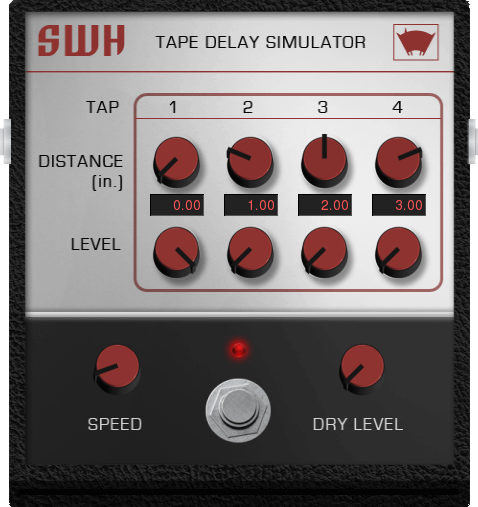 SWH TAPE DELAY SIMULATOR
TAP 1 2 3 4
DISTANCE
(in.)
0.00 1.00 2.00 3.00
LEVEL
SPEED DRY LEVEL